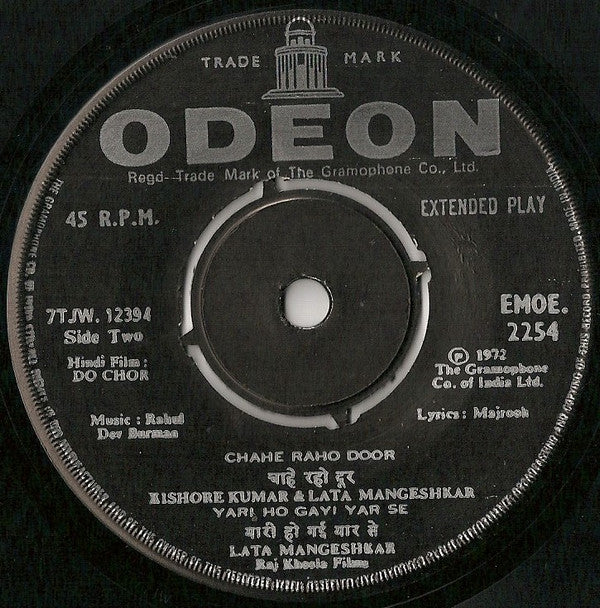 TRADE MARK
ODEON
Regd. Trade Mark of The Gramophone Co., Ltd.
45 R.P.M.
EXTENDED PLAY
7TJW. 12394
Side Two
EMOE.
2254
Hindi Film :
DO CHOR
℗ 1972
The Gramophone
Co. of India Ltd.
Music : Rahul
Dev Burman
Lyrics : Majrooh
CHAHE RAHO DOOR
चाहे रहो दूर
KISHORE KUMAR & LATA MANGESHKAR
YARI HO GAYI YAR SE
यारी हो गई यार से
LATA MANGESHKAR
Raj Khosla Films